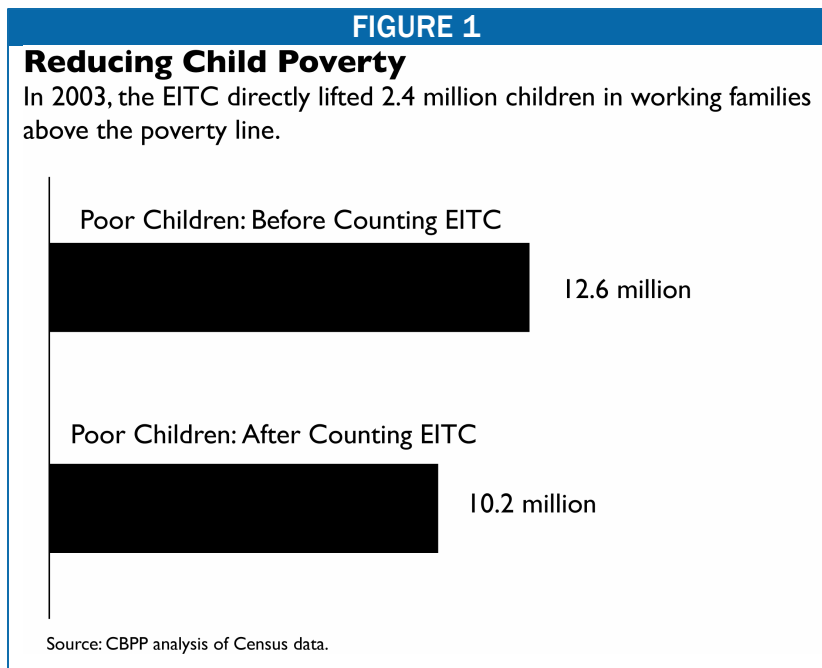 FIGURE 1
Reducing Child Poverty
In 2003, the EITC directly lifted 2.4 million children in working families
above the poverty line.
Poor Children: Before Counting EITC
12.6 million
Poor Children: After Counting EITC
10.2 million
Source: CBPP analysis of Census data.